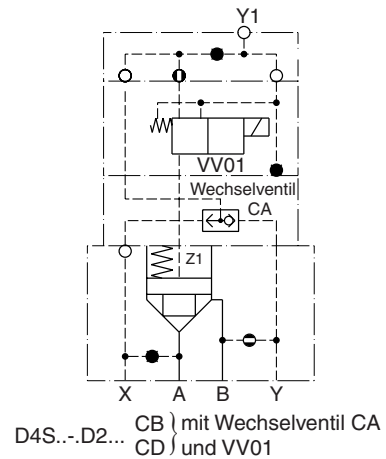 Y1
VV01
Wechselventil
CA
Z1
X A B Y
D4S..-.D2... CB } mit Wechselventil CA
CD } und VV01